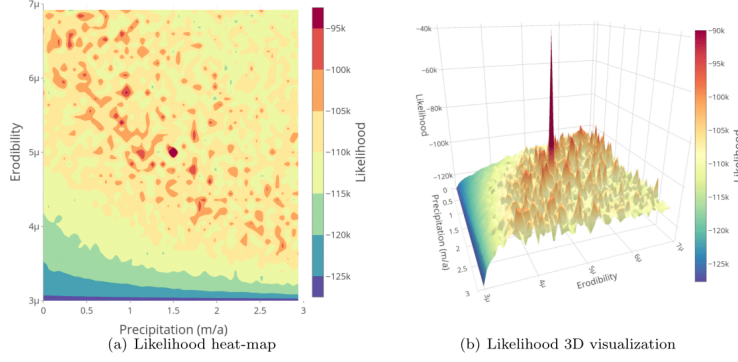 7μ
6μ
5μ
4μ
3μ
Erodibility
0
0.5
1
1.5
2
2.5
3
Precipitation (m/a)
−95k
−100k
−105k
−110k
−115k
−120k
−125k
Likelihood
(a) Likelihood heat-map
−40k
−60k
−80k
−100k
−120k
Likelihood
0
0.5
1
1.5
2
2.5
3
Precipitation (m/a)
3μ
4μ
5μ
6μ
7μ
Erodibility
−90k
−95k
−100k
−105k
−110k
−115k
−120k
−125k
Likelihood
(b) Likelihood 3D visualization